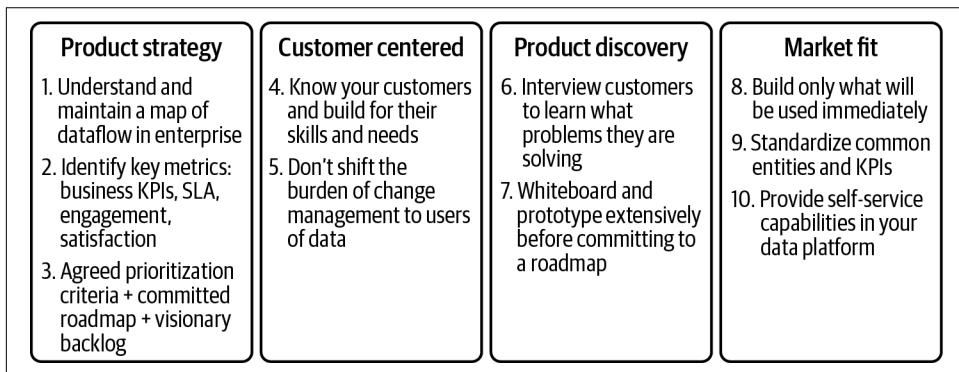 Product strategy
1. Understand and
maintain a map of
dataflow in enterprise
2. Identify key metrics:
business KPIs, SLA,
engagement,
satisfaction
3. Agreed prioritization
criteria + committed
roadmap + visionary
backlog
Customer centered
4. Know your customers
and build for their
skills and needs
5. Don't shift the
burden of change
management to users
of data
Product discovery
6. Interview customers
to learn what
problems they are
solving
7. Whiteboard and
prototype extensively
before committing to
a roadmap
Market fit
8. Build only what will
be used immediately
9. Standardize common
entities and KPIs
10. Provide self-service
capabilities in your
data platform